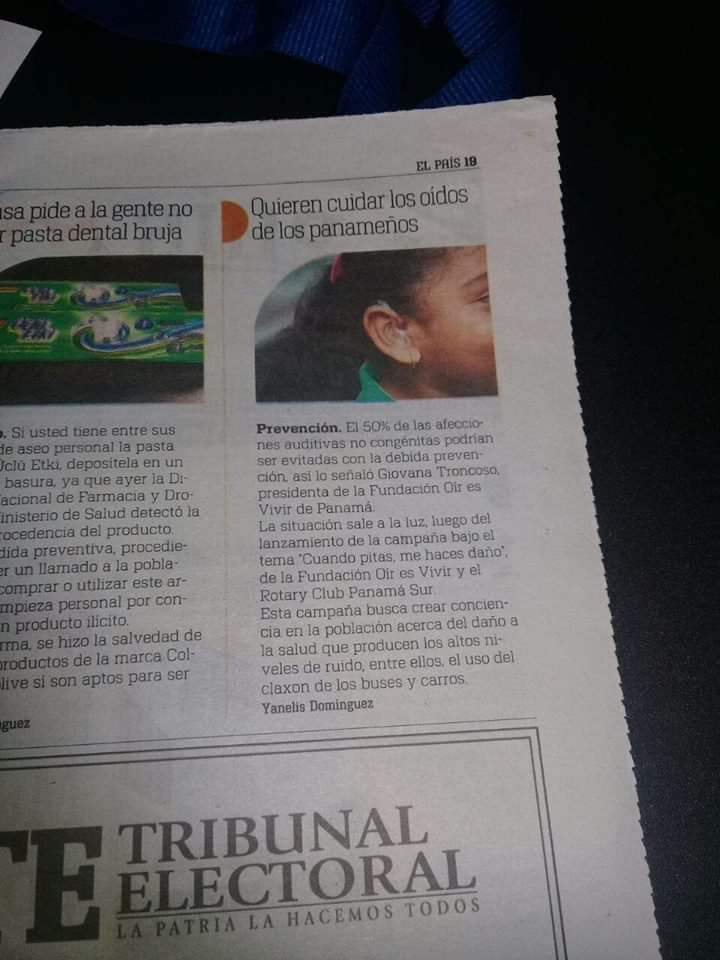 EL PAÍS 19
sa pide a la gente no
r pasta dental bruja
. Si usted tiene entre sus
de aseo personal la pasta
Üclü Etki, deposítela en un
basura, ya que ayer la Di-
acional de Farmacia y Dro-
inisterio de Salud detectó la
rocedencia del producto.
dida preventiva, procedie-
er un llamado a la pobla-
comprar o utilizar este ar-
mpieza personal por con-
n producto ilícito.
rma, se hizo la salvedad de
productos de la marca Col-
olive si son aptos para ser
guez
Quieren cuidar los oídos
de los panameños
Prevención. El 50% de las afeccio-
nes auditivas no congénitas podrían
ser evitadas con la debida preven-
ción, así lo señaló Giovana Troncoso,
presidenta de la Fundación Oír es
Vivir de Panamá.
La situación sale a la luz, luego del
lanzamiento de la campaña bajo el
tema "Cuando pitas, me haces daño",
de la Fundación Oír es Vivir y el
Rotary Club Panamá Sur.
Esta campaña busca crear concien-
cia en la población acerca del daño a
la salud que producen los altos ni-
veles de ruido, entre ellos, el uso del
claxon de los buses y carros.
Yanelis Domínguez
TE TRIBUNAL
ELECTORAL
LA PATRIA LA HACEMOS TODOS